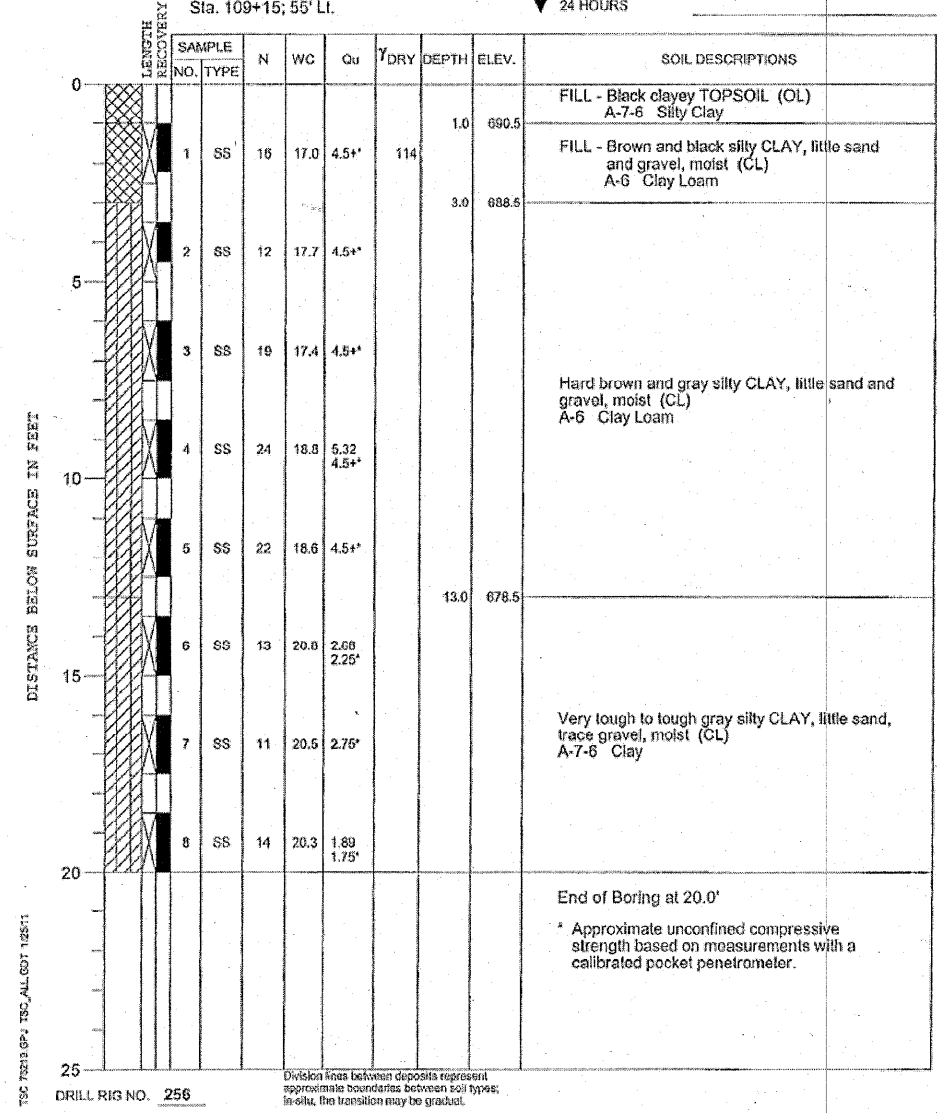 Sta. 109+15; 55' Lt.
▼ 24 HOURS
LENGTH
RECOVERY
SAMPLE
NO. TYPE
N WC Qu γDRY DEPTH ELEV. SOIL DESCRIPTIONS
0
FILL - Black clayey TOPSOIL (OL)
A-7-6 Silty Clay
1.0 690.5
1 SS 16 17.0 4.5+* 114
FILL - Brown and black silty CLAY, little sand
and gravel, moist (CL)
A-6 Clay Loam
3.0 688.5
2 SS 12 17.7 4.5+*
5
3 SS 19 17.4 4.5+*
Hard brown and gray silty CLAY, little sand and
gravel, moist (CL)
A-6 Clay Loam
4 SS 24 18.8 5.32
4.5+*
10
5 SS 22 18.6 4.5+*
13.0 678.5
6 SS 13 20.8 2.68
2.25*
15
Very tough to tough gray silty CLAY, little sand,
trace gravel, moist (CL)
A-7-6 Clay
7 SS 11 20.5 2.75*
8 SS 14 20.3 1.89
1.75*
20
End of Boring at 20.0'
* Approximate unconfined compressive
strength based on measurements with a
calibrated pocket penetrometer.
25
DISTANCE BELOW SURFACE IN FEET
TSC_ALL.GDT 1/25/11
DRILL RIG NO. 256
Division lines between deposits represent
approximate boundaries between soil types;
in-situ, the transition may be gradual.